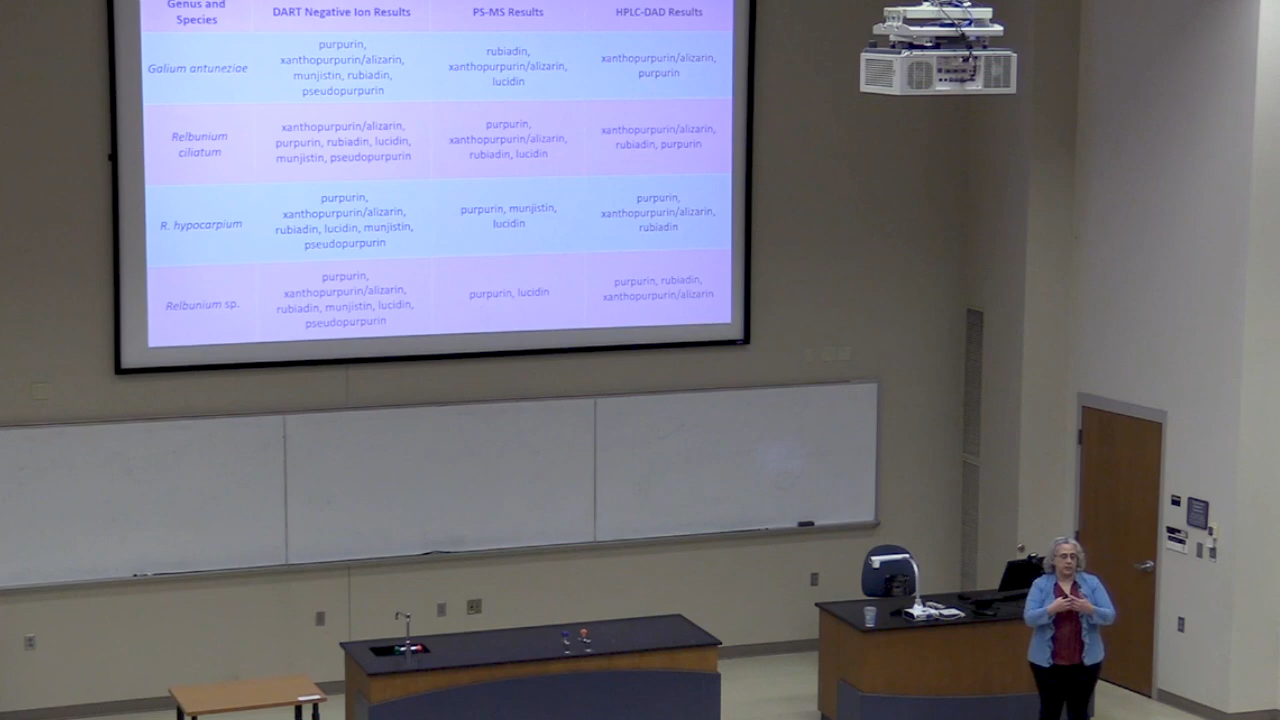 Genus and
Species
DART Negative Ion Results
PS-MS Results
HPLC-DAD Results
Galium antuneziae
purpurin,
xanthopurpurin/alizarin,
munjistin, rubiadin,
pseudopurpurin
rubiadin,
xanthopurpurin/alizarin,
lucidin
xanthopurpurin/alizarin,
purpurin
Relbunium
ciliatum
xanthopurpurin/alizarin,
purpurin, rubiadin, lucidin,
munjistin, pseudopurpurin
purpurin,
xanthopurpurin/alizarin,
rubiadin, lucidin
xanthopurpurin/alizarin,
rubiadin, purpurin
R. hypocarpium
purpurin,
xanthopurpurin/alizarin,
rubiadin, lucidin, munjistin,
pseudopurpurin
purpurin, munjistin,
lucidin
purpurin,
xanthopurpurin/alizarin,
rubiadin
Relbunium sp.
purpurin,
xanthopurpurin/alizarin,
rubiadin, munjistin, lucidin,
pseudopurpurin
purpurin, lucidin
purpurin, rubiadin,
xanthopurpurin/alizarin